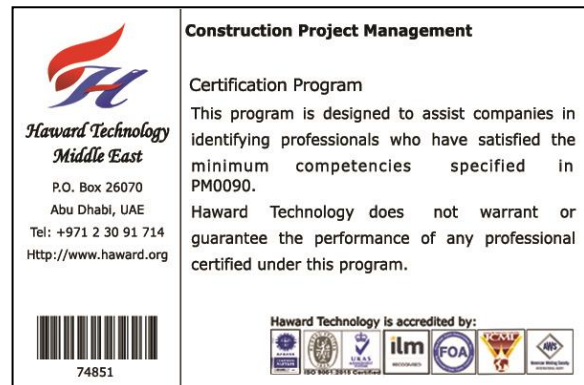 Haward Technology
Middle East
P.O. Box 26070
Abu Dhabi, UAE
Tel: +971 2 30 91 714
Http://www.haward.org
74851
Construction Project Management
Certification Program
This program is designed to assist companies in
identifying professionals who have satisfied the
minimum competencies specified in
PM0090.
Haward Technology does not warrant or
guarantee the performance of any professional
certified under this program.
Haward Technology is accredited by:
UKAS
ilm
FOA
AWS
ISO 9001:2015 Certified